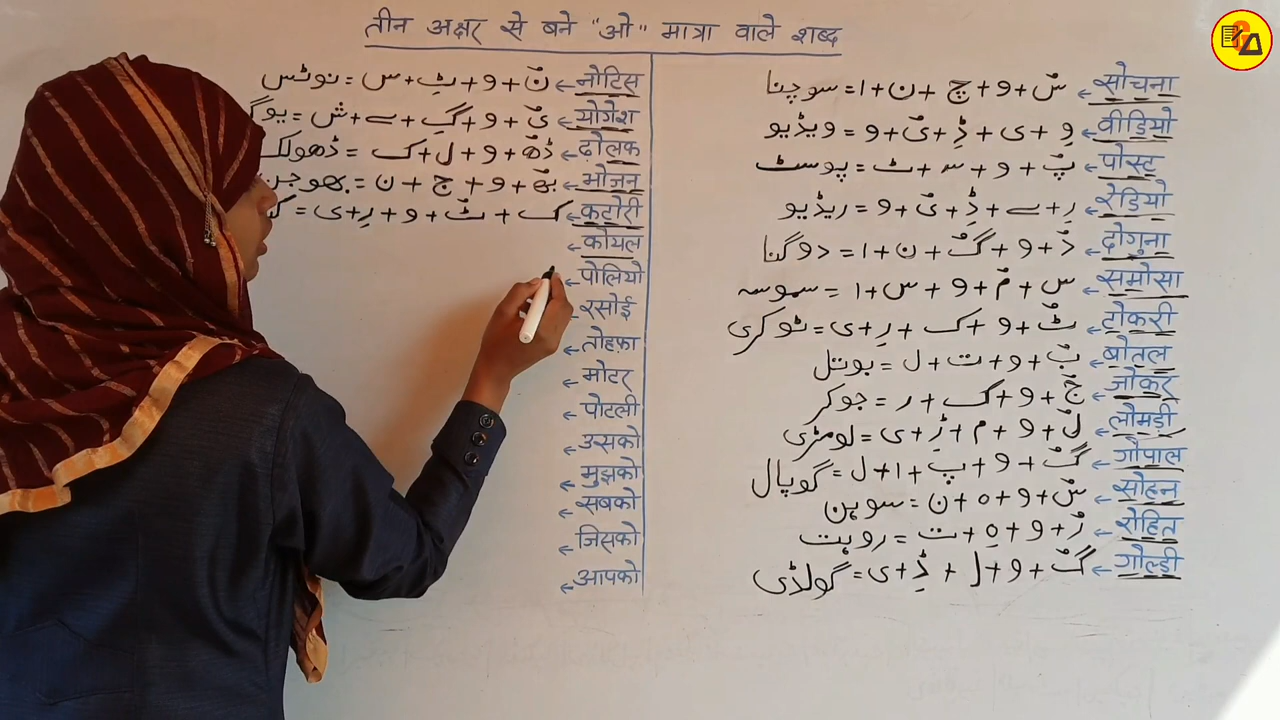 तीन अक्षर से बने "ओ" मात्रा वाले शब्द
सोचना ← سُ + و + چ + ن + ا = سوچنا
वीडियो ← وِ + ی + ڈِ + یُ + و = ویڈیو
पोस्ट ← پُ + و + س + ٹ = پوسٹ
रेडियो ← رِ + ے + ڈِ + یُ + و = ریڈیو
दोगुना ← دُ + و + گُ + ن + ا = دوگنا
समोसा ← س + مُ + و + س + ا = سموسہ
टोकरी ← ٹُ + و + ک + رِ + ی = ٹوکری
बोतल ← بُ + و + ت + ل = بوتل
जोकर ← جُ + و + ک + ر = جوکر
लोमड़ी ← لُ + و + م + ڑِ + ی = لومڑی
गोपाल ← گُ + و + پ + ا + ل = گوپال
सोहन ← سُ + و + ہ + ن = سوہن
रोहित ← رُ + و + ہِ + ت = روہت
गोल्डी ← گُ + و + ل + ڈِ + ی = گولڈی
नोटिस ← نُ + و + ٹِ + س = نوٹس
योगेश ← یُ + و + گِ + ے + ش =
ढोलक ← ڈھُ + و + ل + ک = ڈھولک
भोजन ← بھُ + و + ج + ن = بھوجن
कटोरी ← ک + ٹُ + و + رِ + ی =
कोयल ←
पोलियो ←
रसोई ←
तोहफ़ा ←
मोटर ←
पोटली ←
उसको ←
मुझको ←
सबको ←
जिसको ←
आपको ←